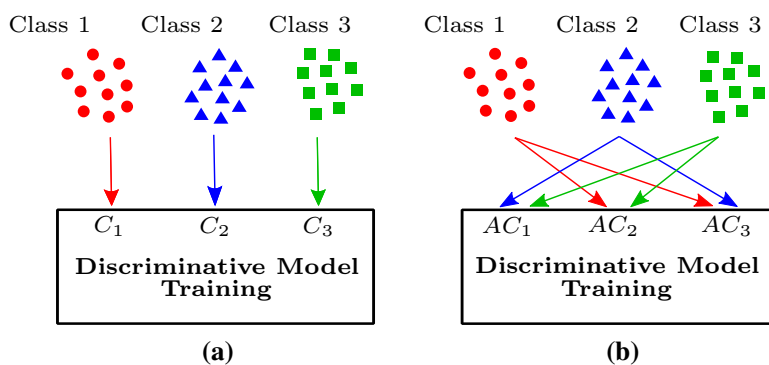 Class 1 Class 2 Class 3
Class 1 Class 2 Class 3
C₁ C₂ C₃
AC₁ AC₂ AC₃
Discriminative Model
Training
Discriminative Model
Training
(a)
(b)